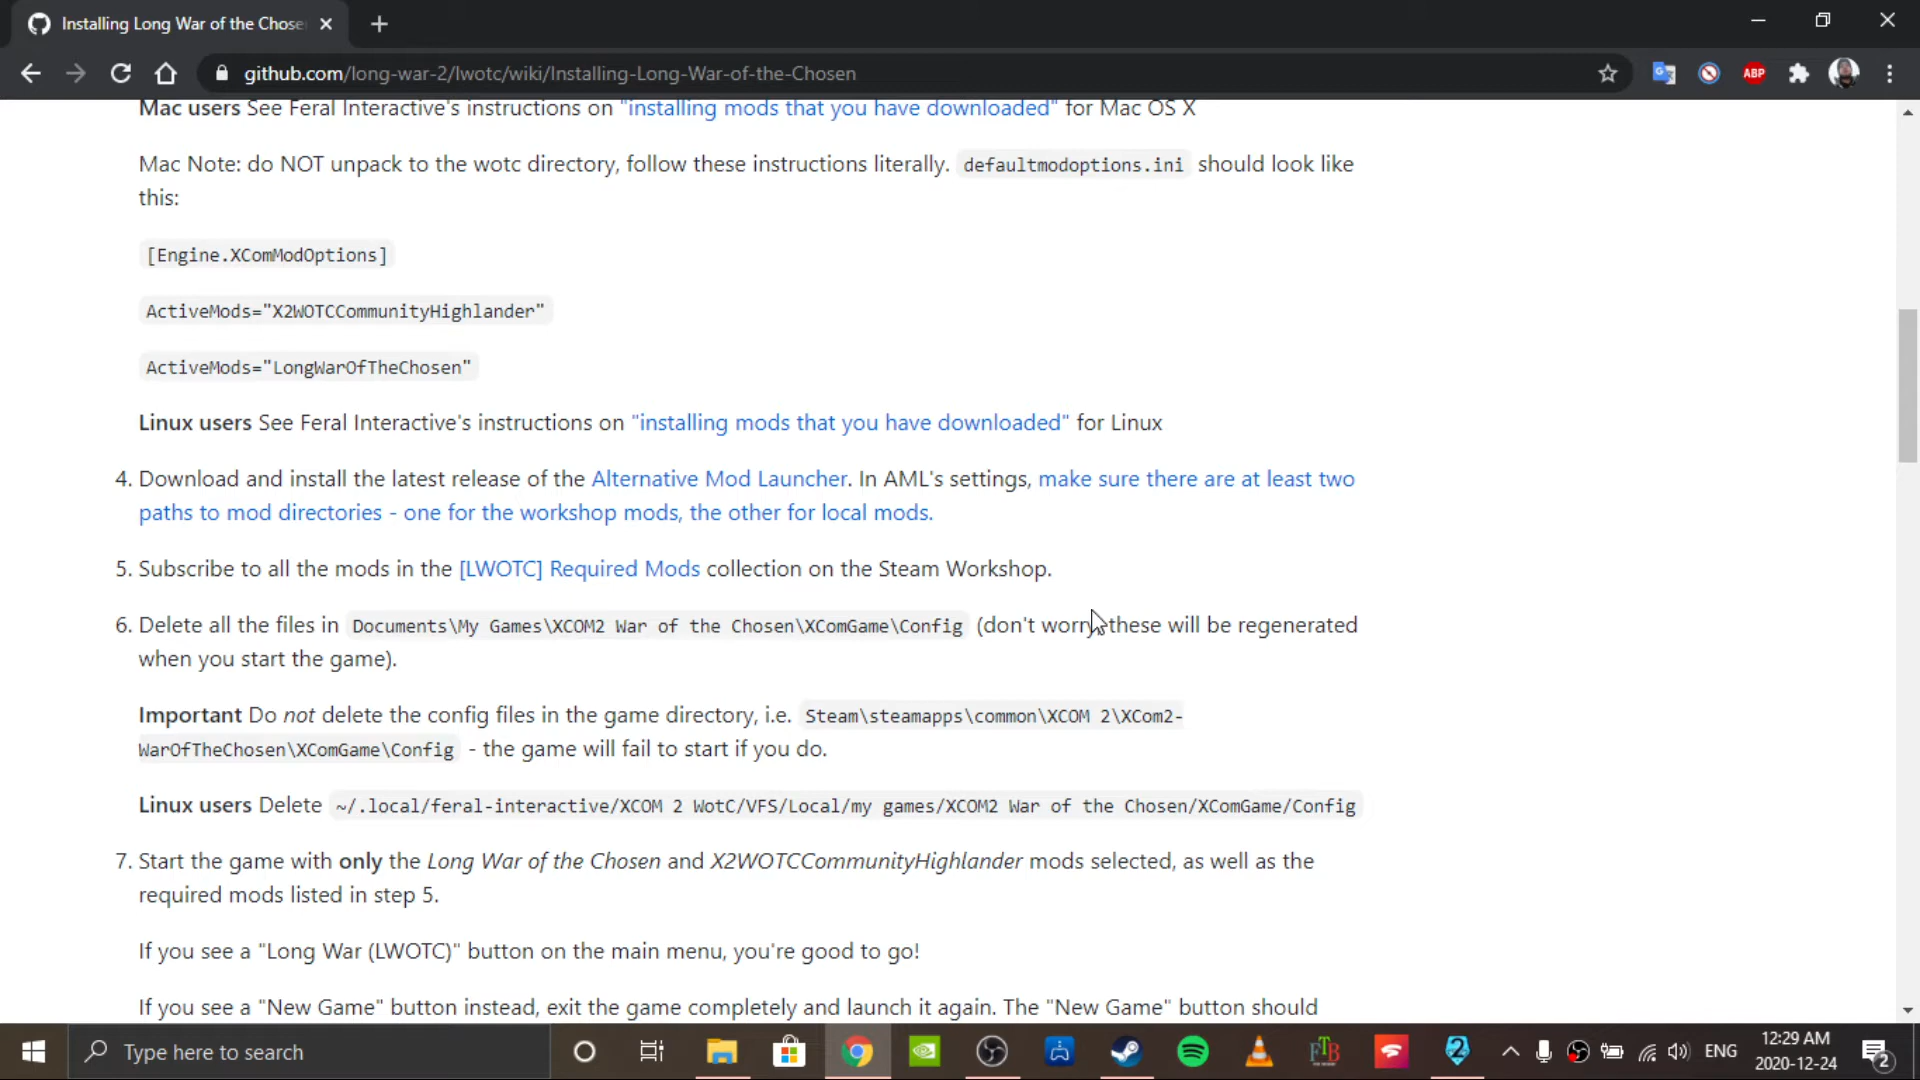 Installing Long War of the Chose
github.com/long-war-2/lwotc/wiki/Installing-Long-War-of-the-Chosen
ABP
Mac users See Feral Interactive's instructions on "installing mods that you have downloaded" for Mac OS X
Mac Note: do NOT unpack to the wotc directory, follow these instructions literally. defaultmodoptions.ini should look like
this:
[Engine.XComModOptions]
ActiveMods="X2WOTCCommunityHighlander"
ActiveMods="LongWarOfTheChosen"
Linux users See Feral Interactive's instructions on "installing mods that you have downloaded" for Linux
4. Download and install the latest release of the Alternative Mod Launcher. In AML's settings, make sure there are at least two
paths to mod directories - one for the workshop mods, the other for local mods.
5. Subscribe to all the mods in the [LWOTC] Required Mods collection on the Steam Workshop.
6. Delete all the files in Documents\My Games\XCOM2 War of the Chosen\XComGame\Config (don't worry these will be regenerated
when you start the game).
Important Do not delete the config files in the game directory, i.e. Steam\steamapps\common\XCOM 2\XCom2-
WarOfTheChosen\XComGame\Config - the game will fail to start if you do.
Linux users Delete ~/.local/feral-interactive/XCOM 2 WotC/VFS/Local/my games/XCOM2 War of the Chosen/XComGame/Config
7. Start the game with only the Long War of the Chosen and X2WOTCCommunityHighlander mods selected, as well as the
required mods listed in step 5.
If you see a "Long War (LWOTC)" button on the main menu, you're good to go!
If you see a "New Game" button instead, exit the game completely and launch it again. The "New Game" button should
Type here to search
FTB
2
ENG
12:29 AM
2020-12-24
2